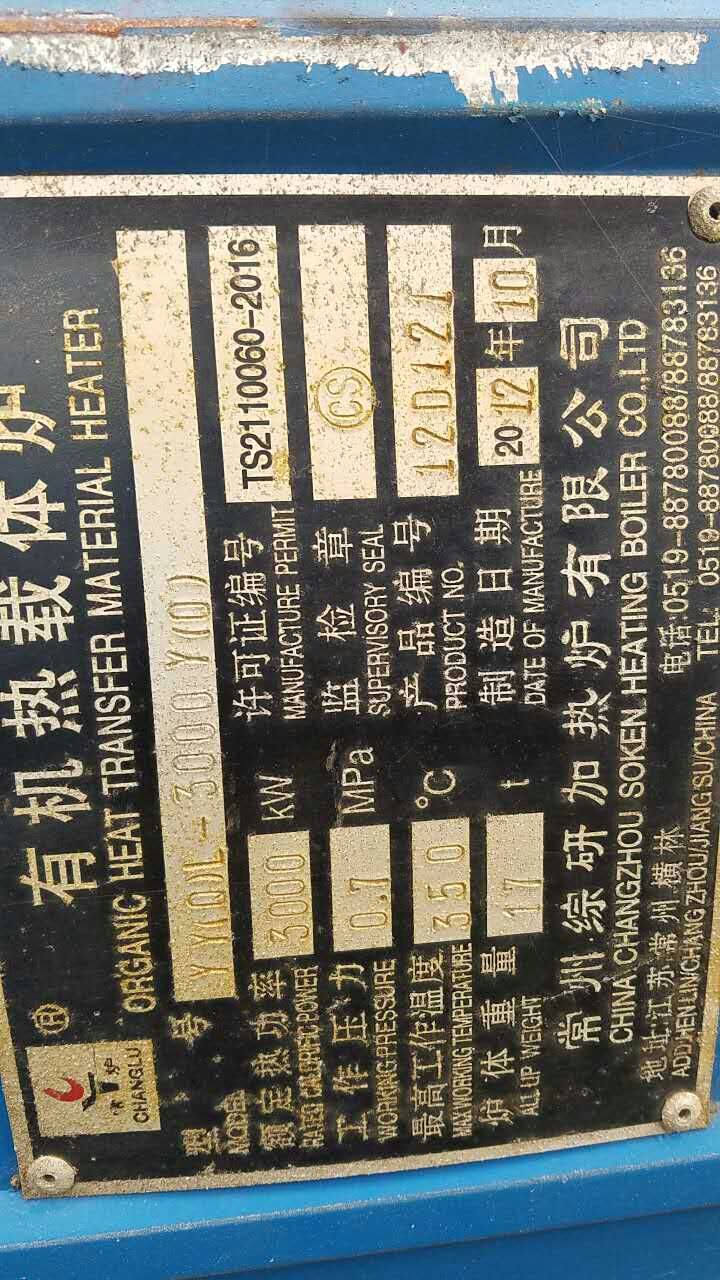 常炉
CHANGLU
®
有机热载体炉
ORGANIC HEAT TRANSFER MATERIAL HEATER
型号 YY(Q)L-3000Y(Q)
MODEL
额定热功率 3000 kW 许可证编号 TS2110060-2016
RATED CALORIFIC POWER MANUFACTURE PERMIT
工作压力 0.7 MPa 监检章 CS
WORKING PRESSURE SUPERVISORY SEAL
最高工作温度 350 °C 产品编号 12D121
MAX.WORKING TEMPERATURE PRODUCT NO.
炉体重量 17 t 制造日期 2012年10月
ALL UP WEIGHT DATE OF MANUFACTURE
常州综研加热炉有限公司
CHINA CHANGZHOU SOKEN HEATING BOILER CO.,LTD
地址:江苏常州横林 电话:0519-88780088/88783136
ADD:HENLIN/CHANGZHOU/JIANGSU/CHINA TEL: 0519-88780088/88783136